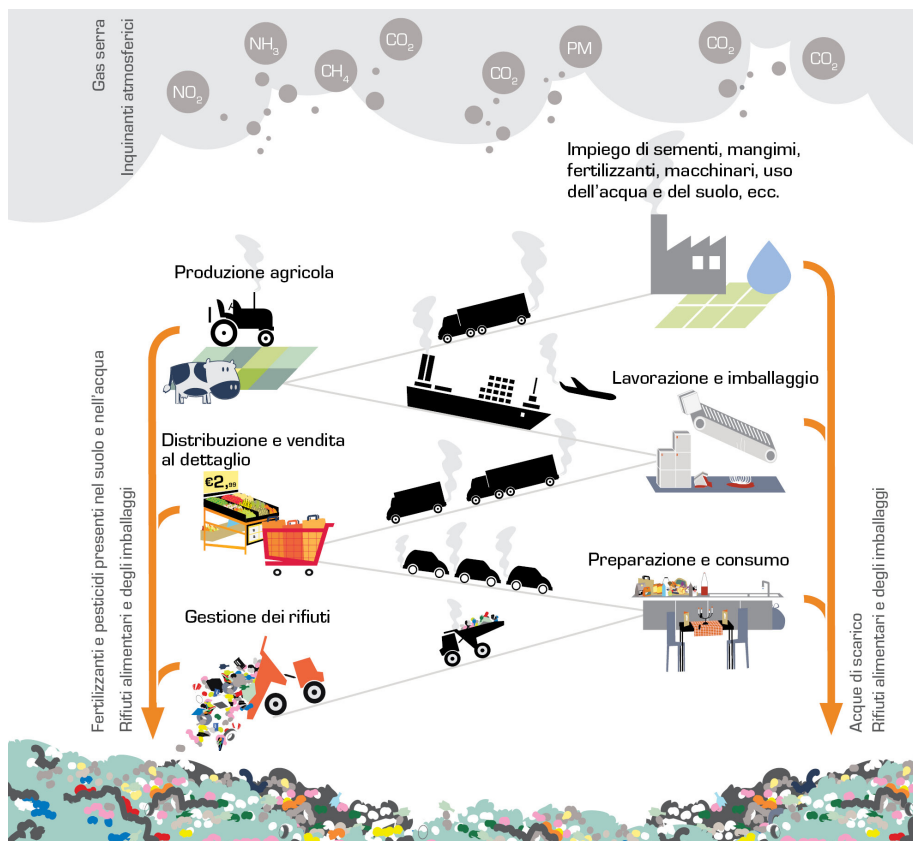 Gas serra
Inquinanti atmosferici
NO2
NH3
CH4
CO2
CO2
PM
CO2
CO2
Impiego di sementi, mangimi,
fertilizzanti, macchinari, uso
dell'acqua e del suolo, ecc.
Produzione agricola
Lavorazione e imballaggio
Distribuzione e vendita
al dettaglio
€2,99
Preparazione e consumo
Gestione dei rifiuti
Fertilizzanti e pesticidi presenti nel suolo e nell'acqua
Rifiuti alimentari e degli imballaggi
Acque di scarico
Rifiuti alimentari e degli imballaggi